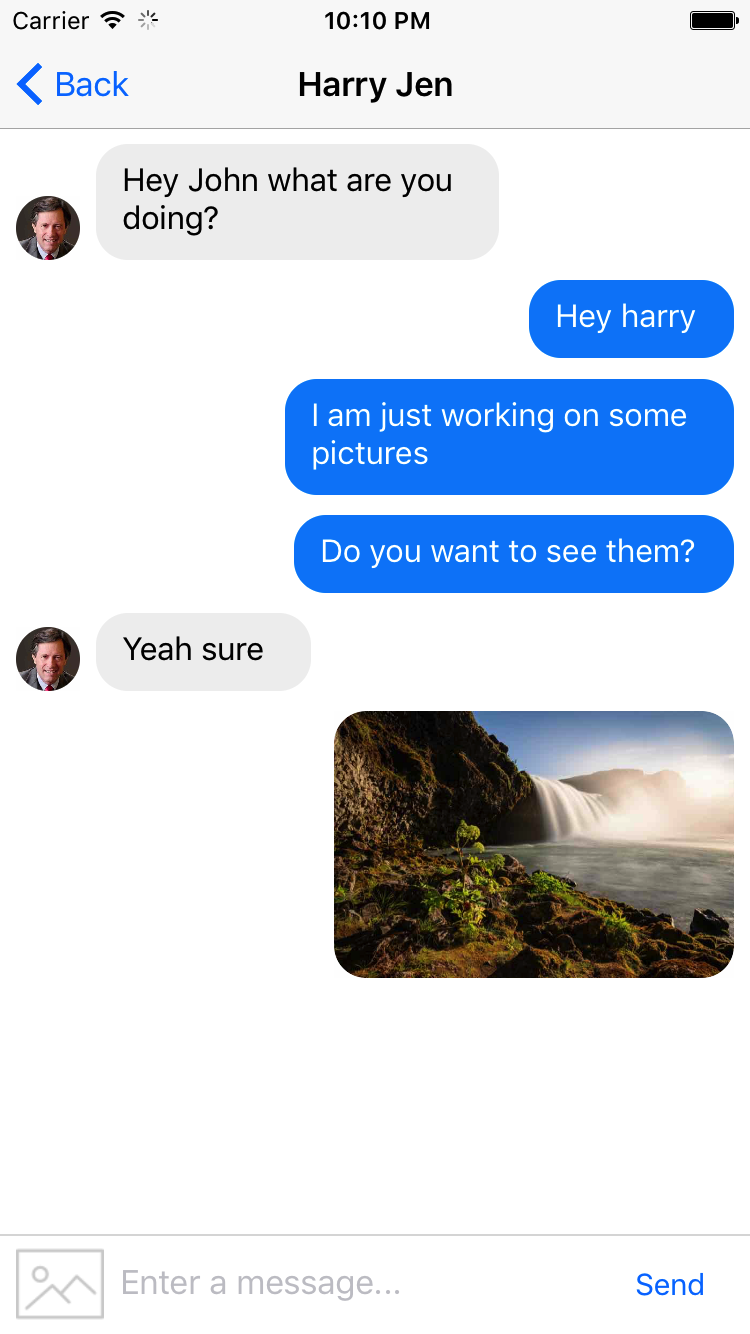 Carrier 10:10 PM
Back Harry Jen
Hey John what are you
doing?
Hey harry
I am just working on some
pictures
Do you want to see them?
Yeah sure
Enter a message... Send